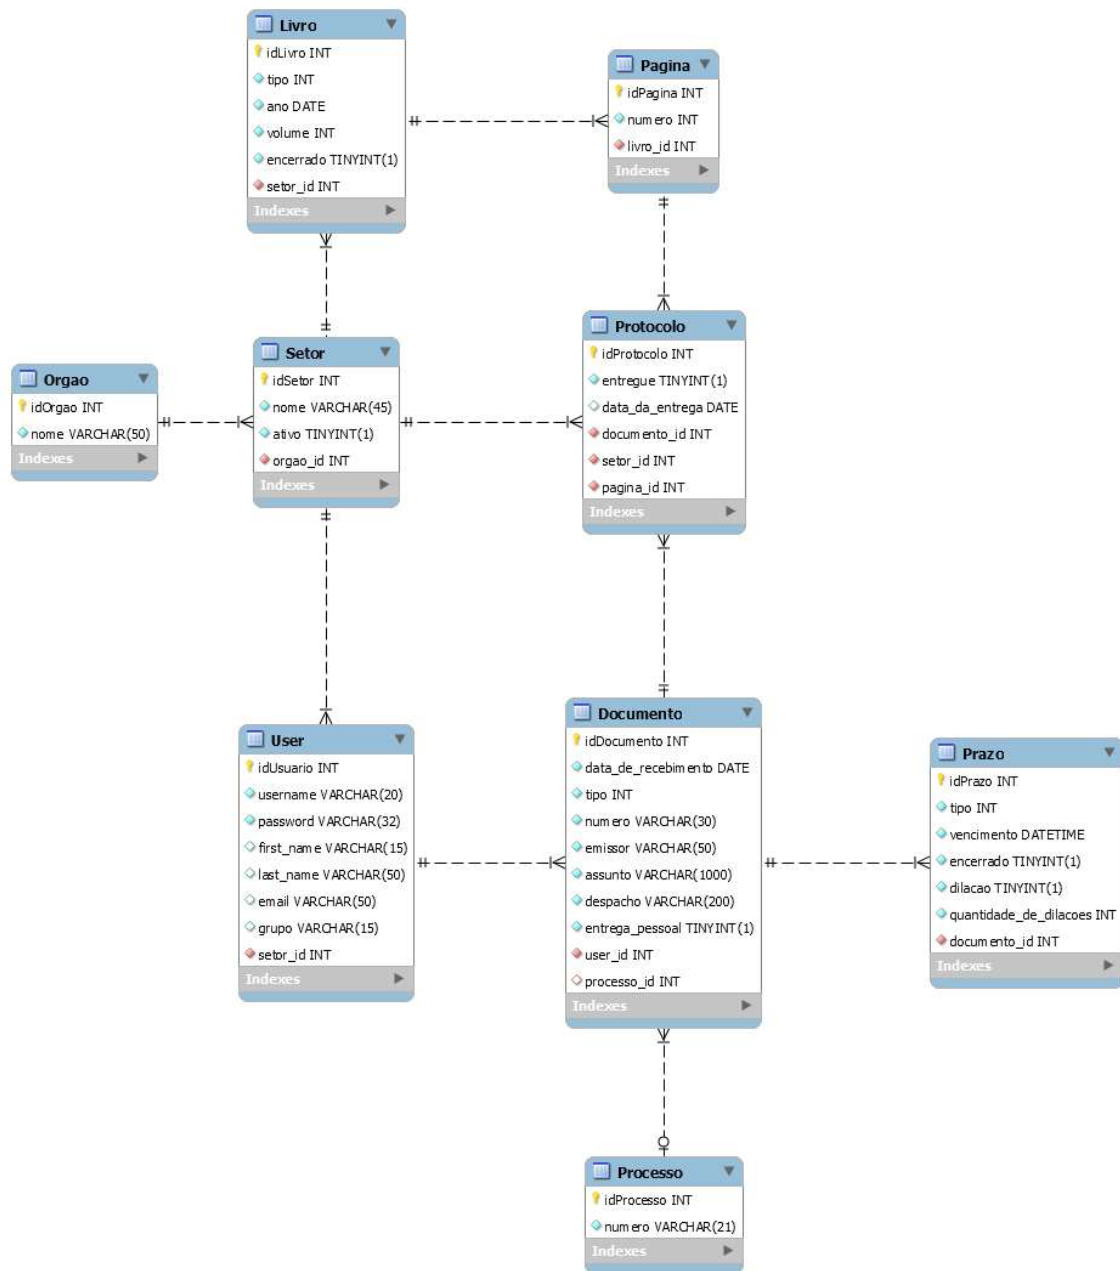 Livro
idLivro INT
tipo INT
ano DATE
volume INT
encerrado TINYINT(1)
setor_id INT
Indexes
Pagina
idPagina INT
numero INT
livro_id INT
Indexes
Orgao
idOrgao INT
nome VARCHAR(50)
Indexes
Setor
idSetor INT
nome VARCHAR(45)
ativo TINYINT(1)
orgao_id INT
Indexes
Protocolo
idProtocolo INT
entregue TINYINT(1)
data_da_entrega DATE
documento_id INT
setor_id INT
pagina_id INT
Indexes
User
idUsuario INT
username VARCHAR(20)
password VARCHAR(32)
first_name VARCHAR(15)
last_name VARCHAR(50)
email VARCHAR(50)
grupo VARCHAR(15)
setor_id INT
Indexes
Documento
idDocumento INT
data_de_recebimento DATE
tipo INT
numero VARCHAR(30)
emissor VARCHAR(50)
assunto VARCHAR(1000)
despacho VARCHAR(200)
entrega_pessoal TINYINT(1)
user_id INT
processo_id INT
Indexes
Prazo
idPrazo INT
tipo INT
vencimento DATETIME
encerrado TINYINT(1)
dilacao TINYINT(1)
quantidade_de_dilacoes INT
documento_id INT
Indexes
Processo
idProcesso INT
numero VARCHAR(21)
Indexes